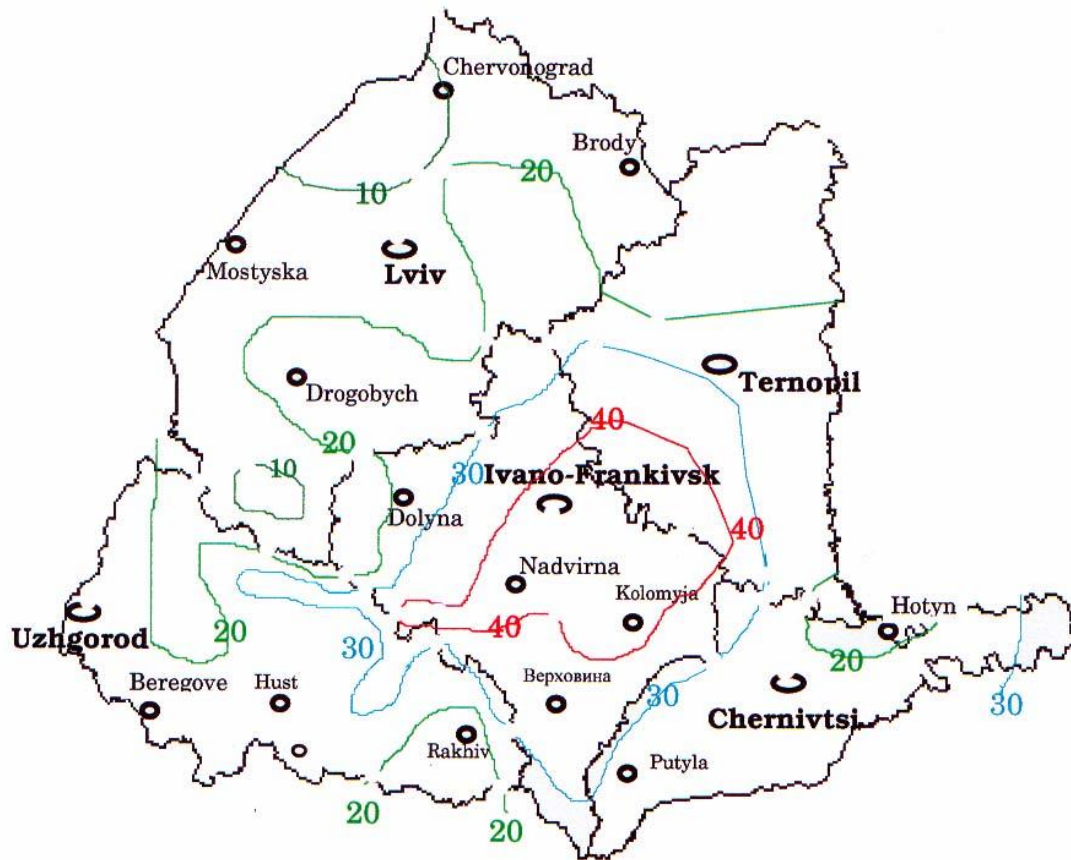 Chervonograd
Brody
20
10
Mostyska
Lviv
Ternopil
Drogobych
40
20
10
30
Ivano-Frankivsk
Dolyna
40
Nadvirna
Kolomyja
Hotyn
Uzhgorod
20
40
30
20
Beregove
Hust
Верховина
30
Chernivtsi
30
Rakhiv
Putyla
20
20